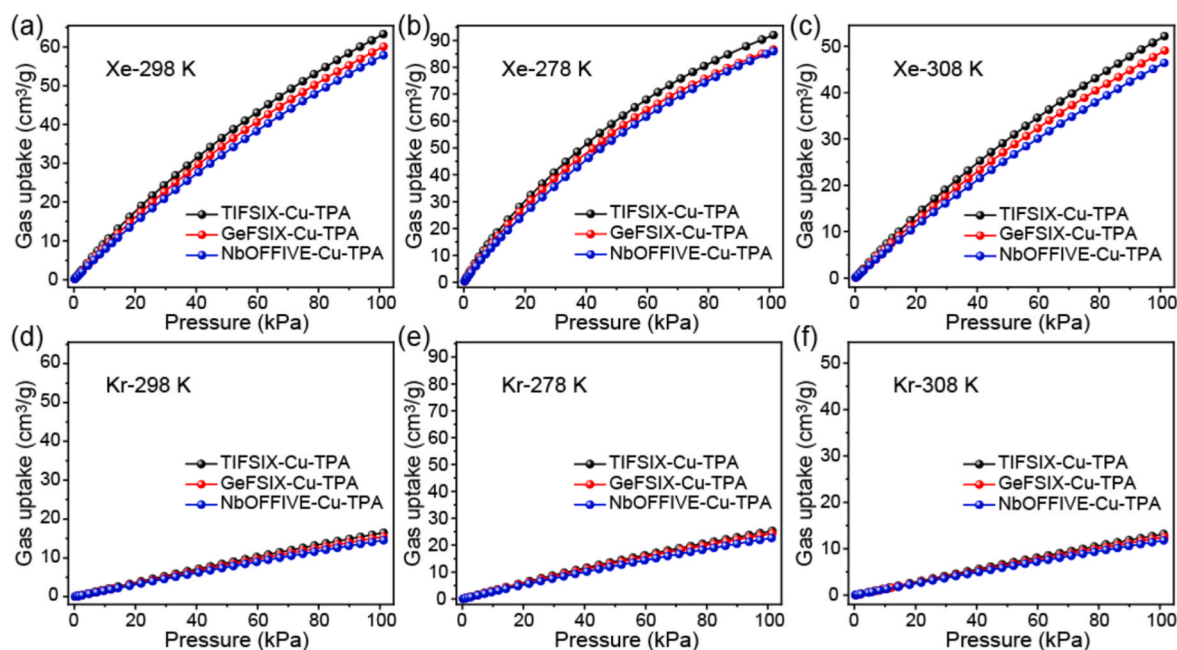 (a)
Gas uptake (cm³/g)
60
50
40
30
20
10
0
Xe-298 K
TIFSIX-Cu-TPA
GeFSIX-Cu-TPA
NbOFFIVE-Cu-TPA
0 20 40 60 80 100
Pressure (kPa)
(b)
Gas uptake (cm³/g)
90
80
70
60
50
40
30
20
10
0
Xe-278 K
TIFSIX-Cu-TPA
GeFSIX-Cu-TPA
NbOFFIVE-Cu-TPA
0 20 40 60 80 100
Pressure (kPa)
(c)
Gas uptake (cm³/g)
50
40
30
20
10
0
Xe-308 K
TIFSIX-Cu-TPA
GeFSIX-Cu-TPA
NbOFFIVE-Cu-TPA
0 20 40 60 80 100
Pressure (kPa)
(d)
Gas uptake (cm³/g)
60
50
40
30
20
10
0
Kr-298 K
TIFSIX-Cu-TPA
GeFSIX-Cu-TPA
NbOFFIVE-Cu-TPA
0 20 40 60 80 100
Pressure (kPa)
(e)
Gas uptake (cm³/g)
90
80
70
60
50
40
30
20
10
0
Kr-278 K
TIFSIX-Cu-TPA
GeFSIX-Cu-TPA
NbOFFIVE-Cu-TPA
0 20 40 60 80 100
Pressure (kPa)
(f)
Gas uptake (cm³/g)
50
40
30
20
10
0
Kr-308 K
TIFSIX-Cu-TPA
GeFSIX-Cu-TPA
NbOFFIVE-Cu-TPA
0 20 40 60 80 100
Pressure (kPa)